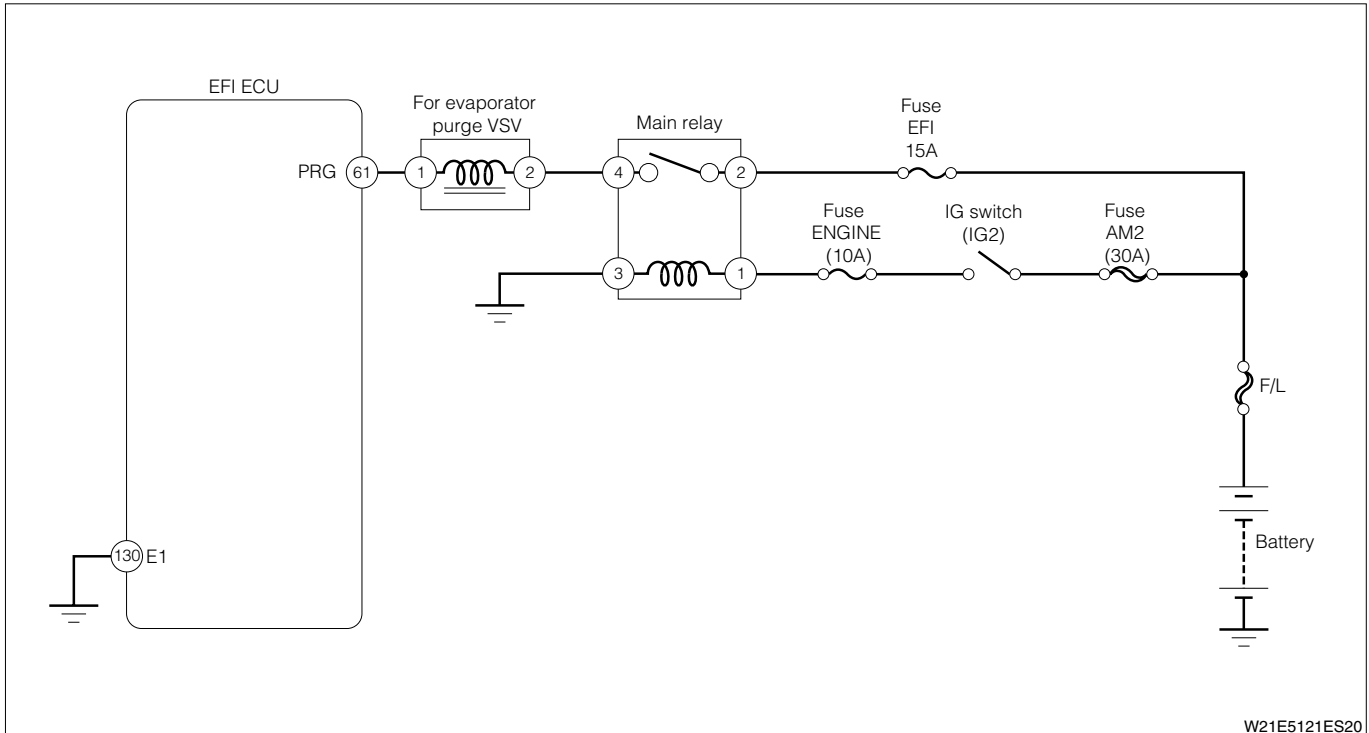 EFI ECU
For evaporator
purge VSV
Main relay
Fuse
EFI
15A
PRG
61
1
2
4
2
Fuse
ENGINE
(10A)
IG switch
(IG2)
Fuse
AM2
(30A)
3
1
F/L
Battery
130
E1
W21E5121ES20